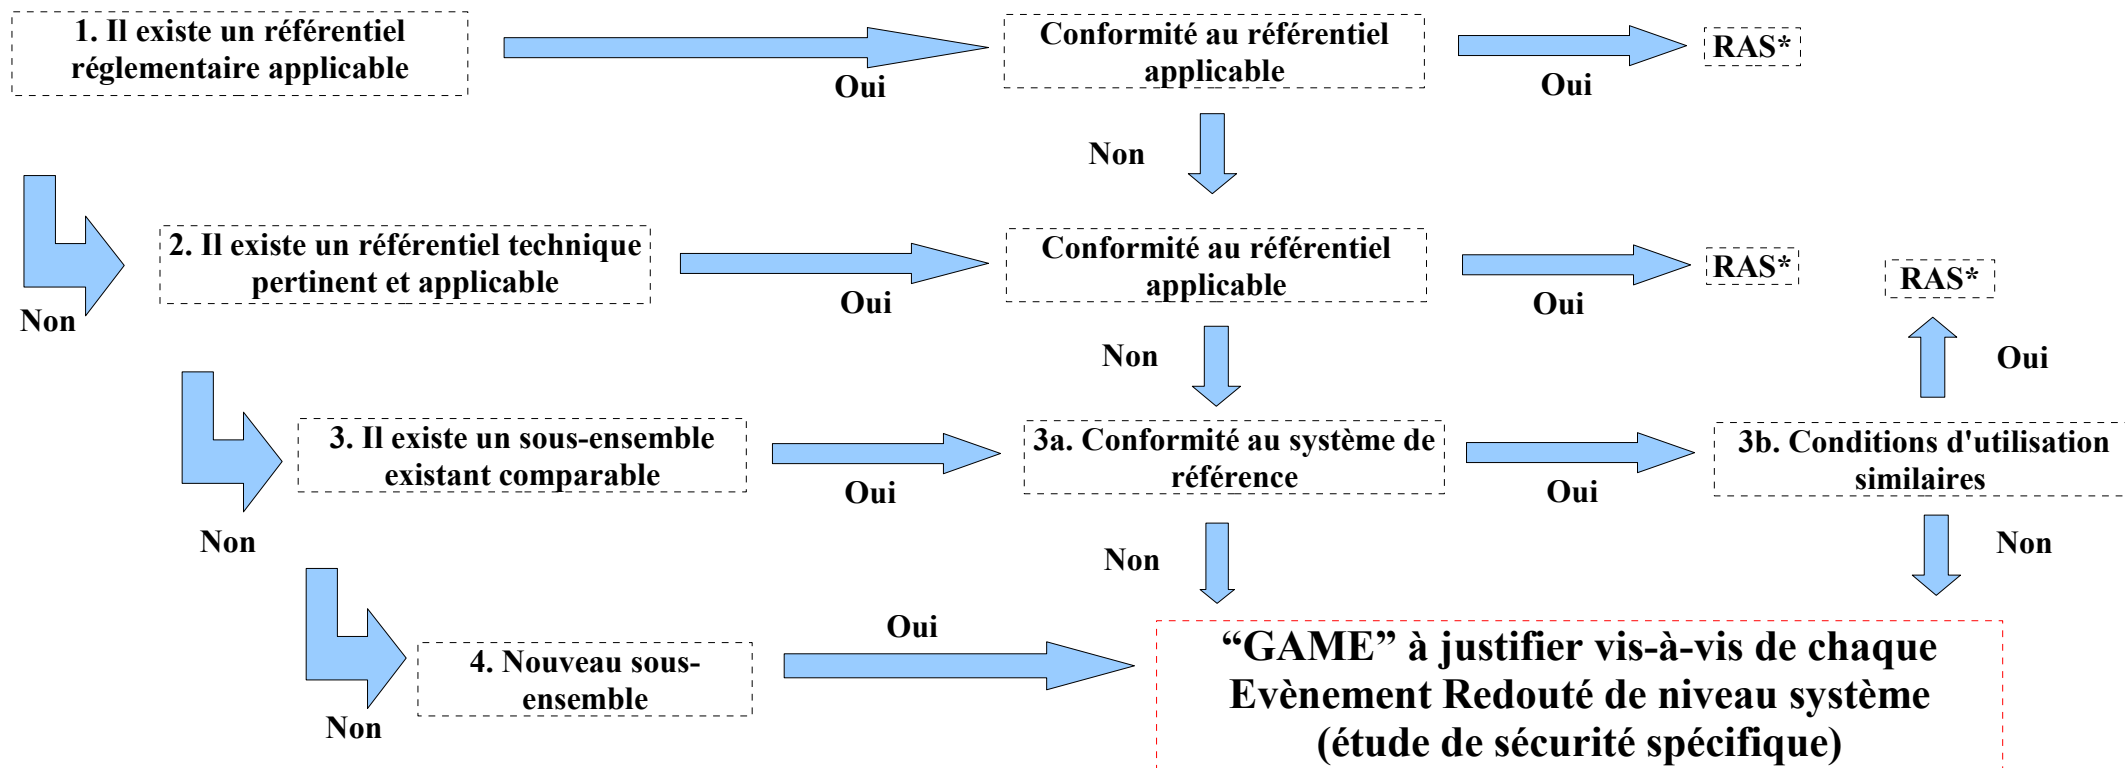 1. Il existe un référentiel
réglementaire applicable
Oui
Conformité au référentiel
applicable
Oui
RAS*
Non
Non
2. Il existe un référentiel technique
pertinent et applicable
Oui
Conformité au référentiel
applicable
Oui
RAS*
RAS*
Oui
Non
Non
3. Il existe un sous-ensemble
existant comparable
Oui
3a. Conformité au système de
référence
Oui
3b. Conditions d'utilisation
similaires
Non
Non
Non
4. Nouveau sous-
ensemble
Oui
“GAME” à justifier vis-à-vis de chaque
Evènement Redouté de niveau système
(étude de sécurité spécifique)